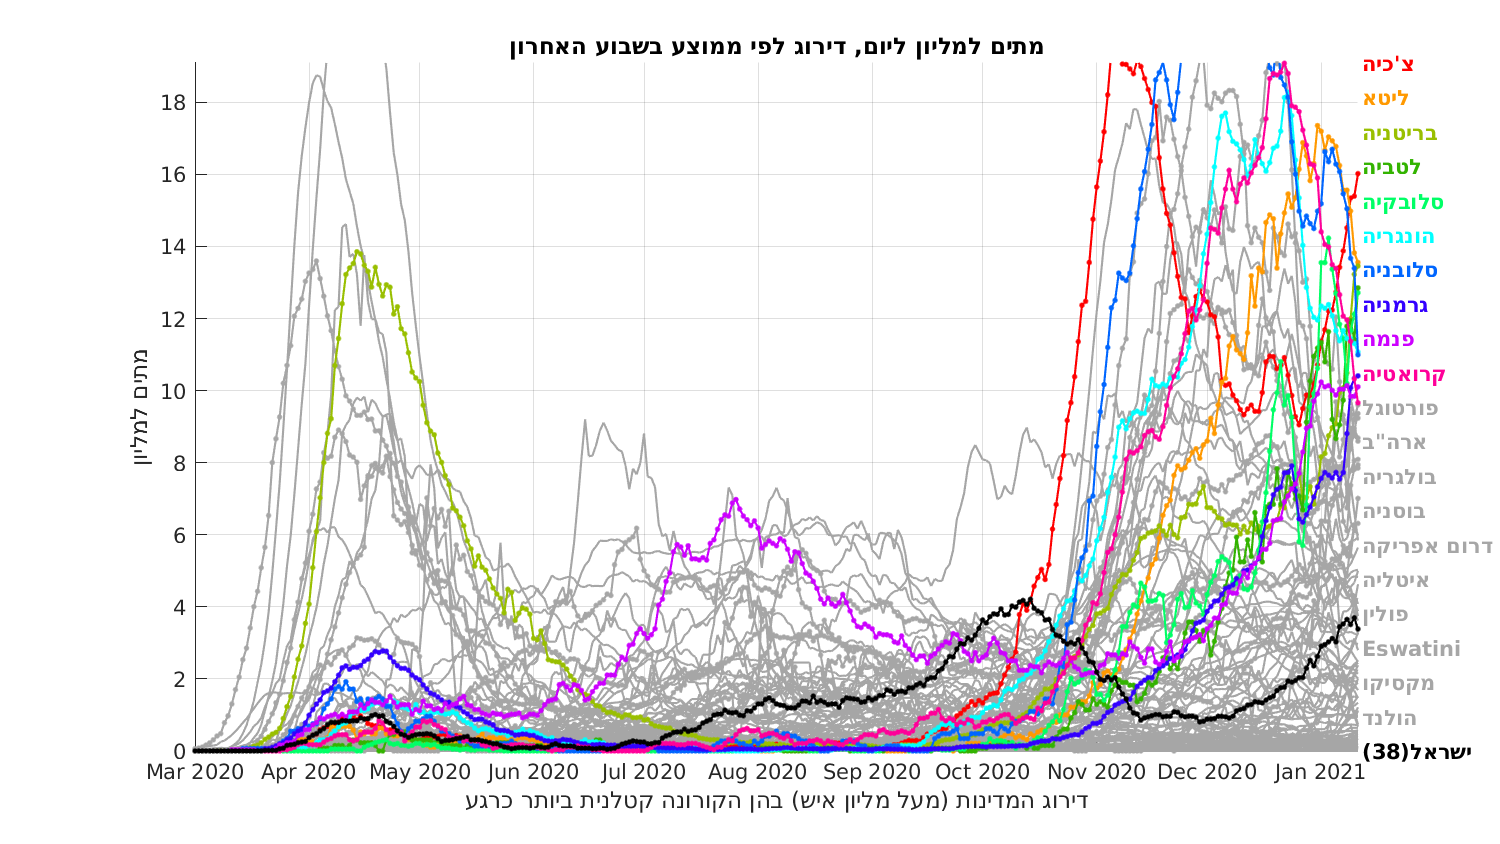 מתים למליון ליום, דירוג לפי ממוצע בשבוע האחרון
מתים למליון
18
16
14
12
10
8
6
4
2
0
Mar 2020 Apr 2020 May 2020 Jun 2020 Jul 2020 Aug 2020 Sep 2020 Oct 2020 Nov 2020 Dec 2020 Jan 2021
דירוג המדינות (מעל מליון איש) בהן הקורונה קטלנית ביותר כרגע
צ'כיה
ליטא
בריטניה
לטביה
סלובקיה
הונגריה
סלובניה
גרמניה
פנמה
קרואטיה
פורטוגל
ארה"ב
בולגריה
בוסניה
דרום אפריקה
איטליה
פולין
Eswatini
מקסיקו
הולנד
ישראל(38)